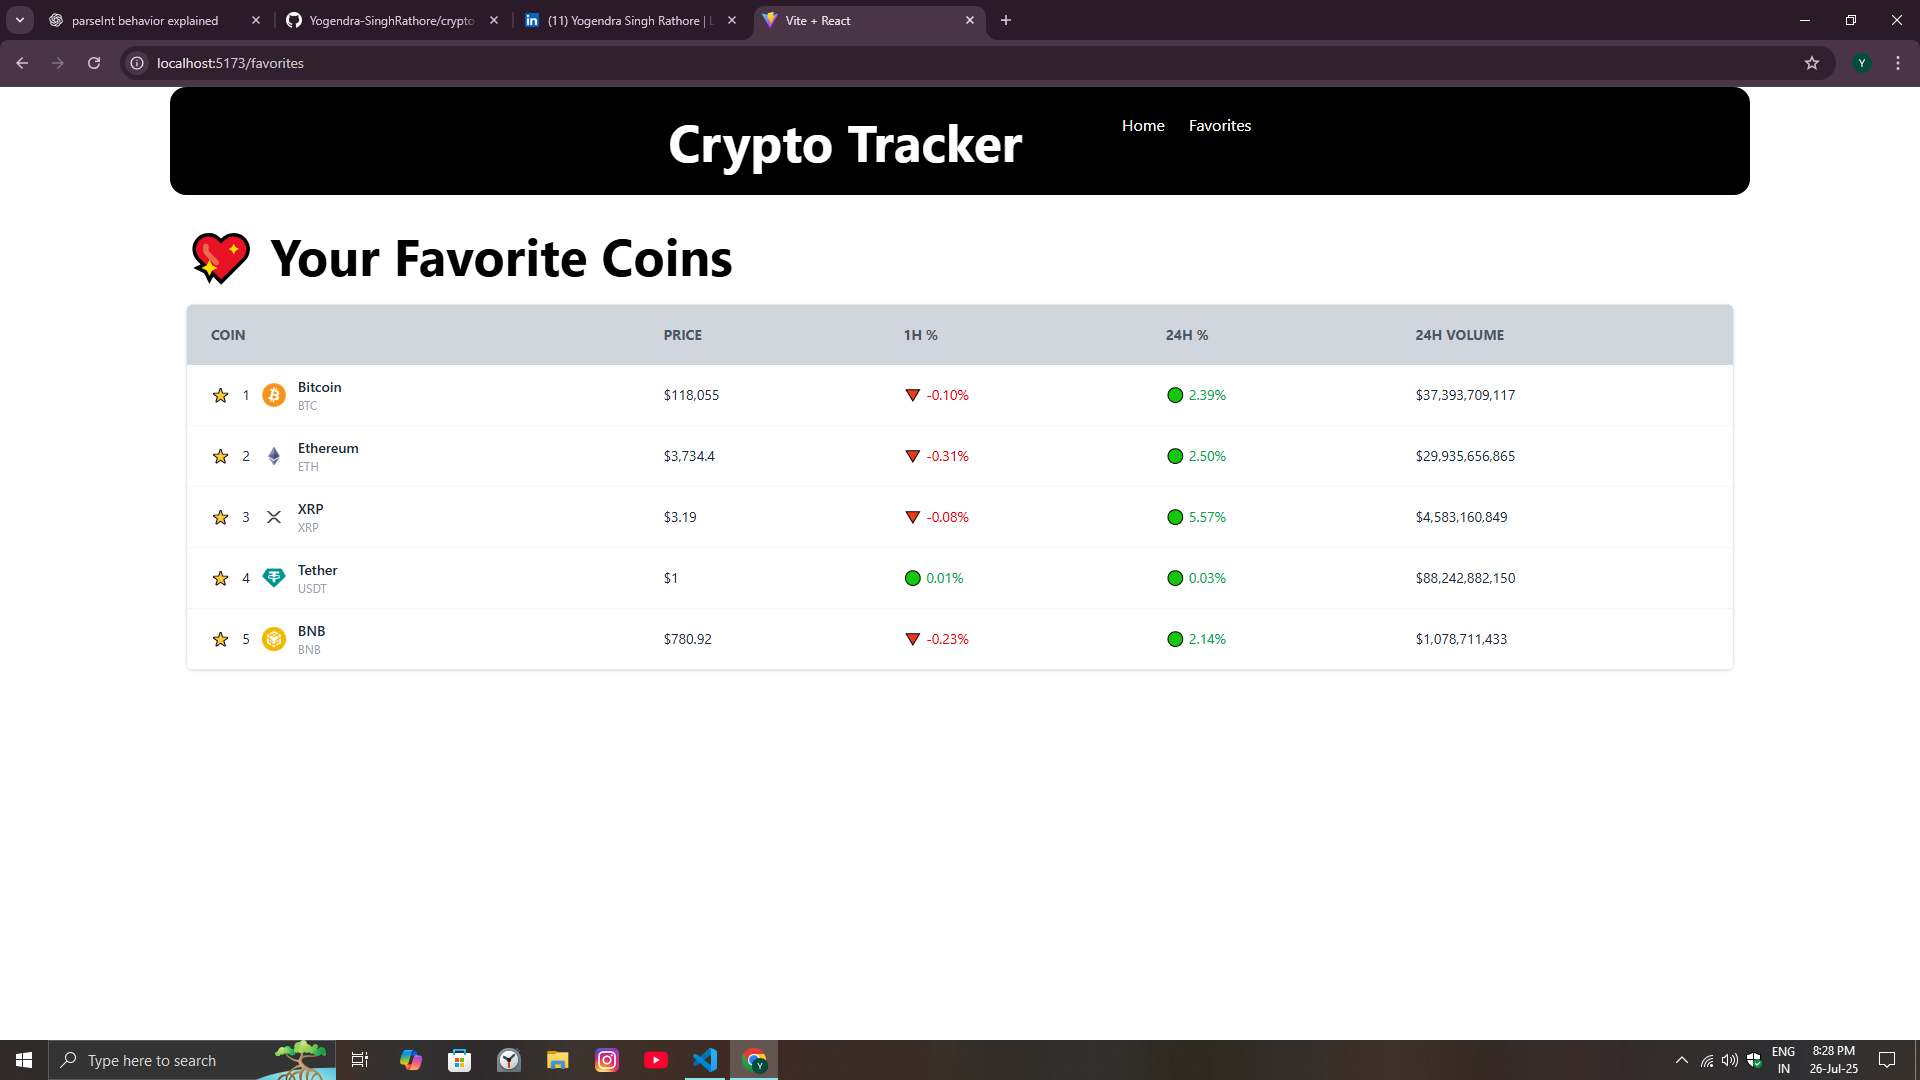 parseInt behavior explained
Yogendra-SinghRathore/crypto
(11) Yogendra Singh Rathore | L
Vite + React
localhost:5173/favorites
Y
Crypto Tracker
Home Favorites
Your Favorite Coins
COIN PRICE 1H % 24H % 24H VOLUME
1 Bitcoin $118,055 -0.10% 2.39% $37,393,709,117
BTC
2 Ethereum $3,734.4 -0.31% 2.50% $29,935,656,865
ETH
3 XRP $3.19 -0.08% 5.57% $4,583,160,849
XRP
4 Tether $1 0.01% 0.03% $88,242,882,150
USDT
5 BNB $780.92 -0.23% 2.14% $1,078,711,433
BNB
Type here to search
ENG 8:28 PM
IN 26-Jul-25